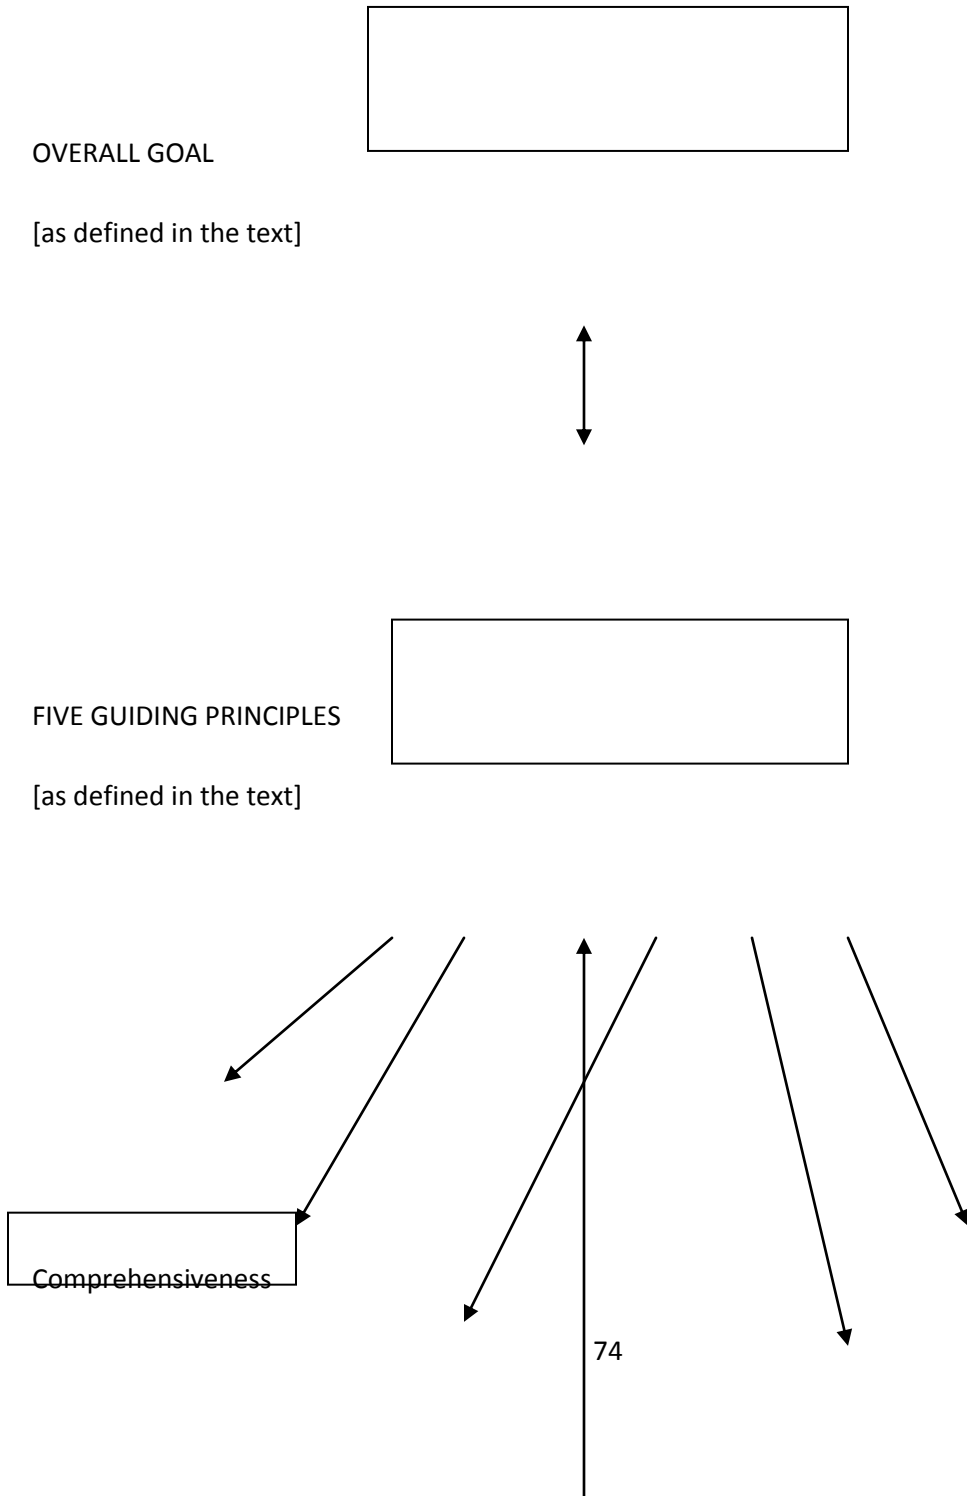 OVERALL GOAL
[as defined in the text]
FIVE GUIDING PRINCIPLES
[as defined in the text]
Comprehensiveness
74